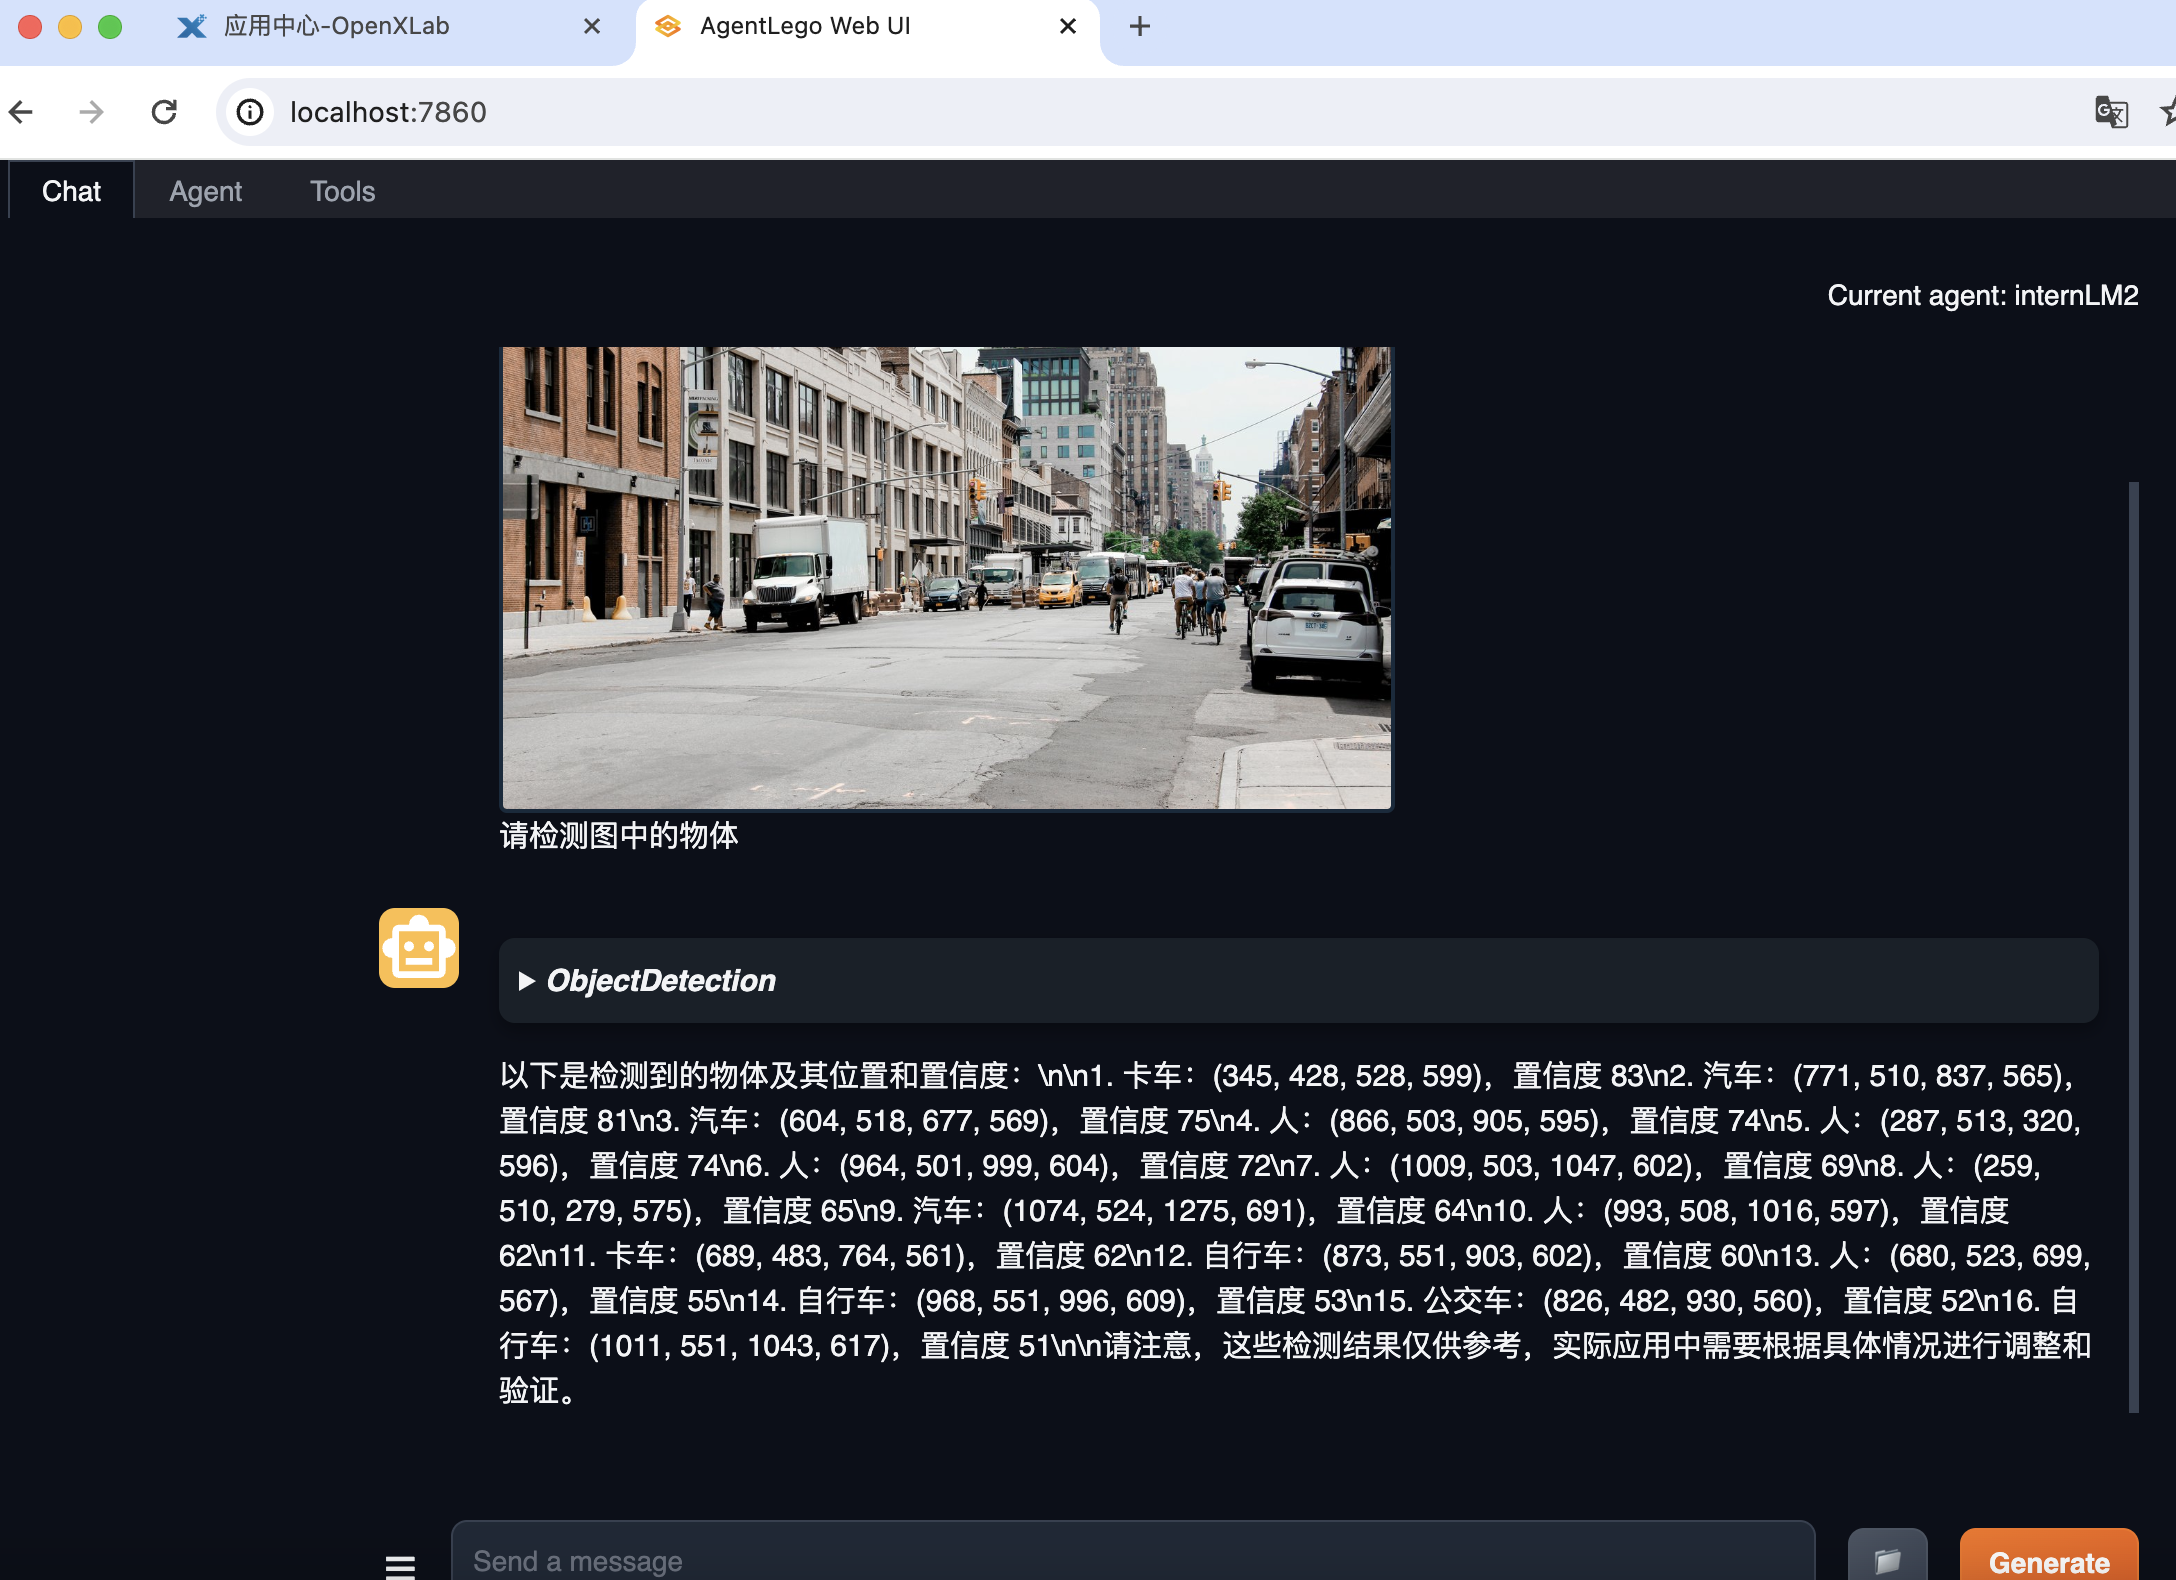 应用中心-OpenXLab
AgentLego Web UI
localhost:7860
Chat Agent Tools
Current agent: internLM2
请检测图中的物体
ObjectDetection
以下是检测到的物体及其位置和置信度：\n\n1. 卡车：(345, 428, 528, 599)，置信度 83\n2. 汽车：(771, 510, 837, 565)，
置信度 81\n3. 汽车：(604, 518, 677, 569)，置信度 75\n4. 人：(866, 503, 905, 595)，置信度 74\n5. 人：(287, 513, 320,
596)，置信度 74\n6. 人：(964, 501, 999, 604)，置信度 72\n7. 人：(1009, 503, 1047, 602)，置信度 69\n8. 人：(259,
510, 279, 575)，置信度 65\n9. 汽车：(1074, 524, 1275, 691)，置信度 64\n10. 人：(993, 508, 1016, 597)，置信度
62\n11. 卡车：(689, 483, 764, 561)，置信度 62\n12. 自行车：(873, 551, 903, 602)，置信度 60\n13. 人：(680, 523, 699,
567)，置信度 55\n14. 自行车：(968, 551, 996, 609)，置信度 53\n15. 公交车：(826, 482, 930, 560)，置信度 52\n16. 自
行车：(1011, 551, 1043, 617)，置信度 51\n\n请注意，这些检测结果仅供参考，实际应用中需要根据具体情况进行调整和
验证。
Send a message
Generate